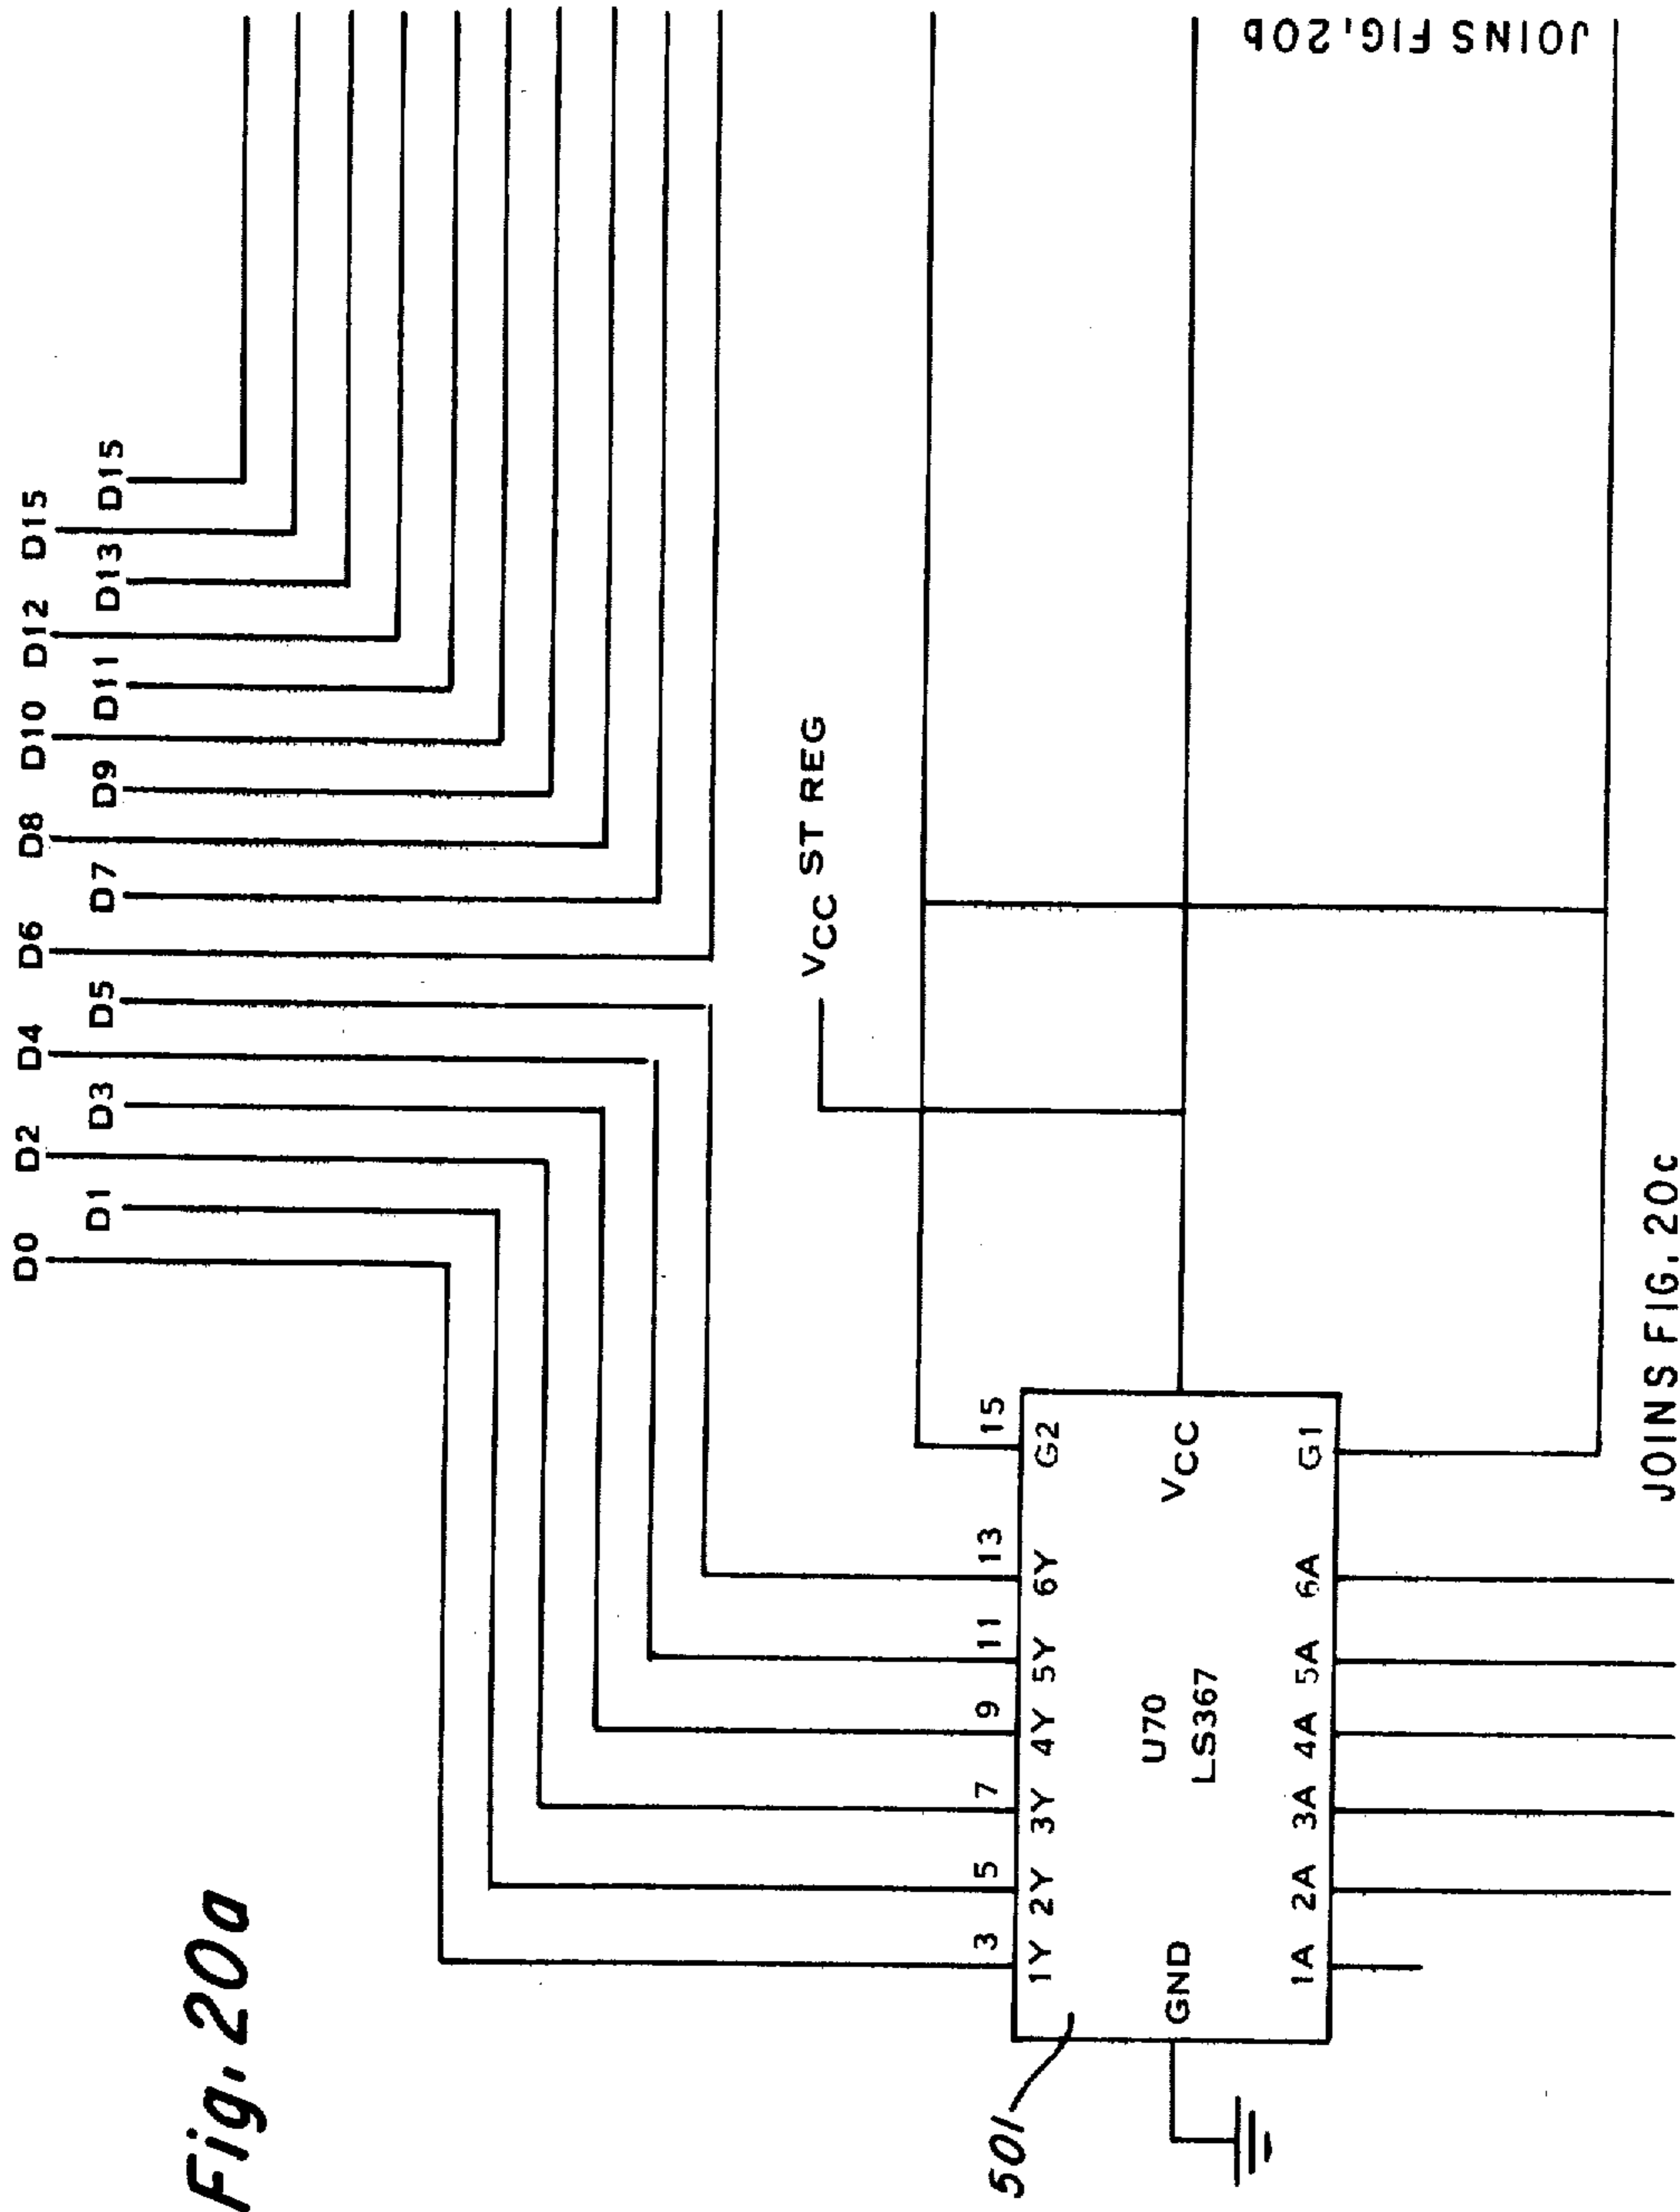 Fig. 20a
D0 D2 D4 D6 D8 D10 D12 D15
D1 D3 D5 D7 D9 D11 D13 D15
VCC ST REG
501
3 5 7 9 11 13 15
1Y 2Y 3Y 4Y 5Y 6Y G2
GND
U70
LS367
VCC
1A 2A 3A 4A 5A 6A G1
JOINS FIG. 20b
JOINS FIG. 20c